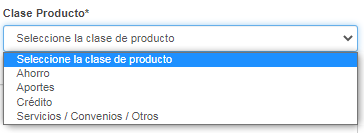 Clase Producto*
Seleccione la clase de producto
Seleccione la clase de producto
Ahorro
Aportes
Crédito
Servicios / Convenios / Otros